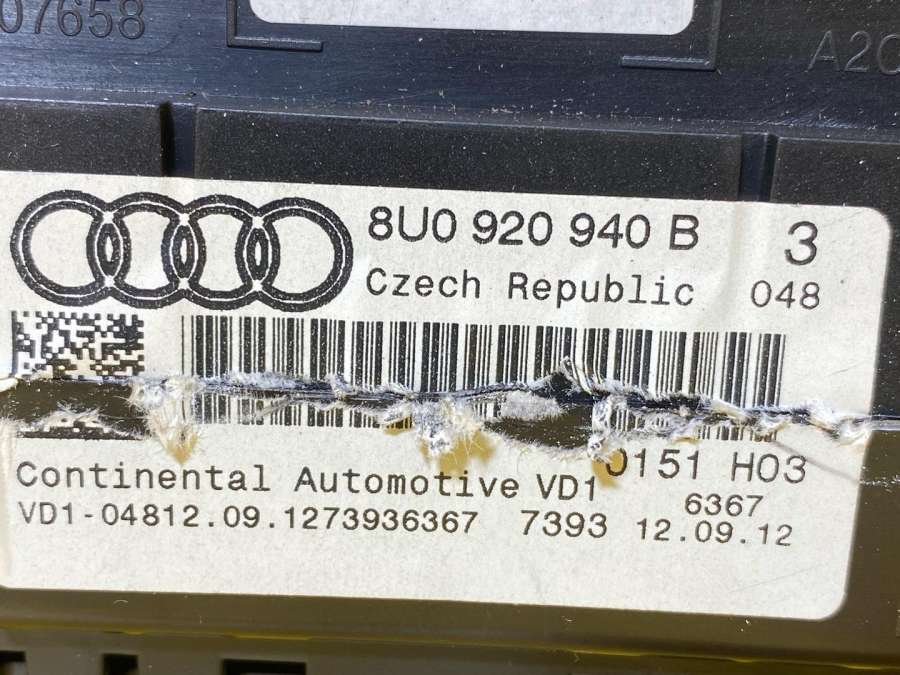 07658
A2C
8U0 920 940 B 3
Czech Republic 048
0151 H03
Continental Automotive VD1
6367
VD1-04812.09.1273936367 7393 12.09.12